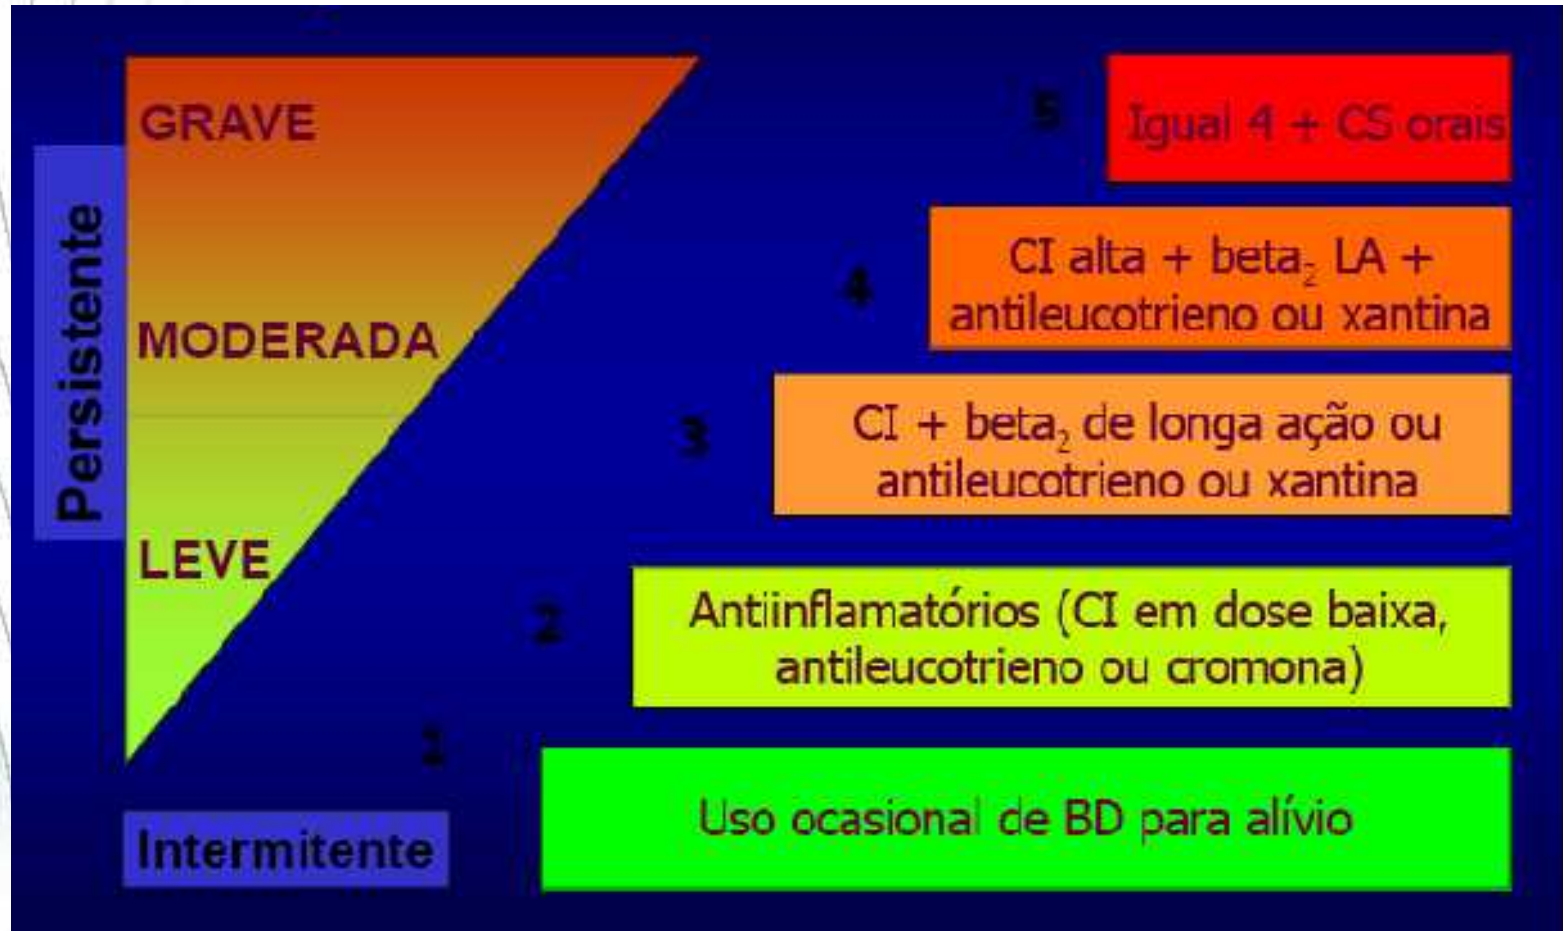 GRAVE
MODERADA
LEVE
Persistente
Intermitente
5
Igual 4 + CS orais
4
CI alta + beta₂ LA +
antileucotrieno ou xantina
3
CI + beta₂ de longa ação ou
antileucotrieno ou xantina
2
Antiinflamatórios (CI em dose baixa,
antileucotrieno ou cromona)
1
Uso ocasional de BD para alívio